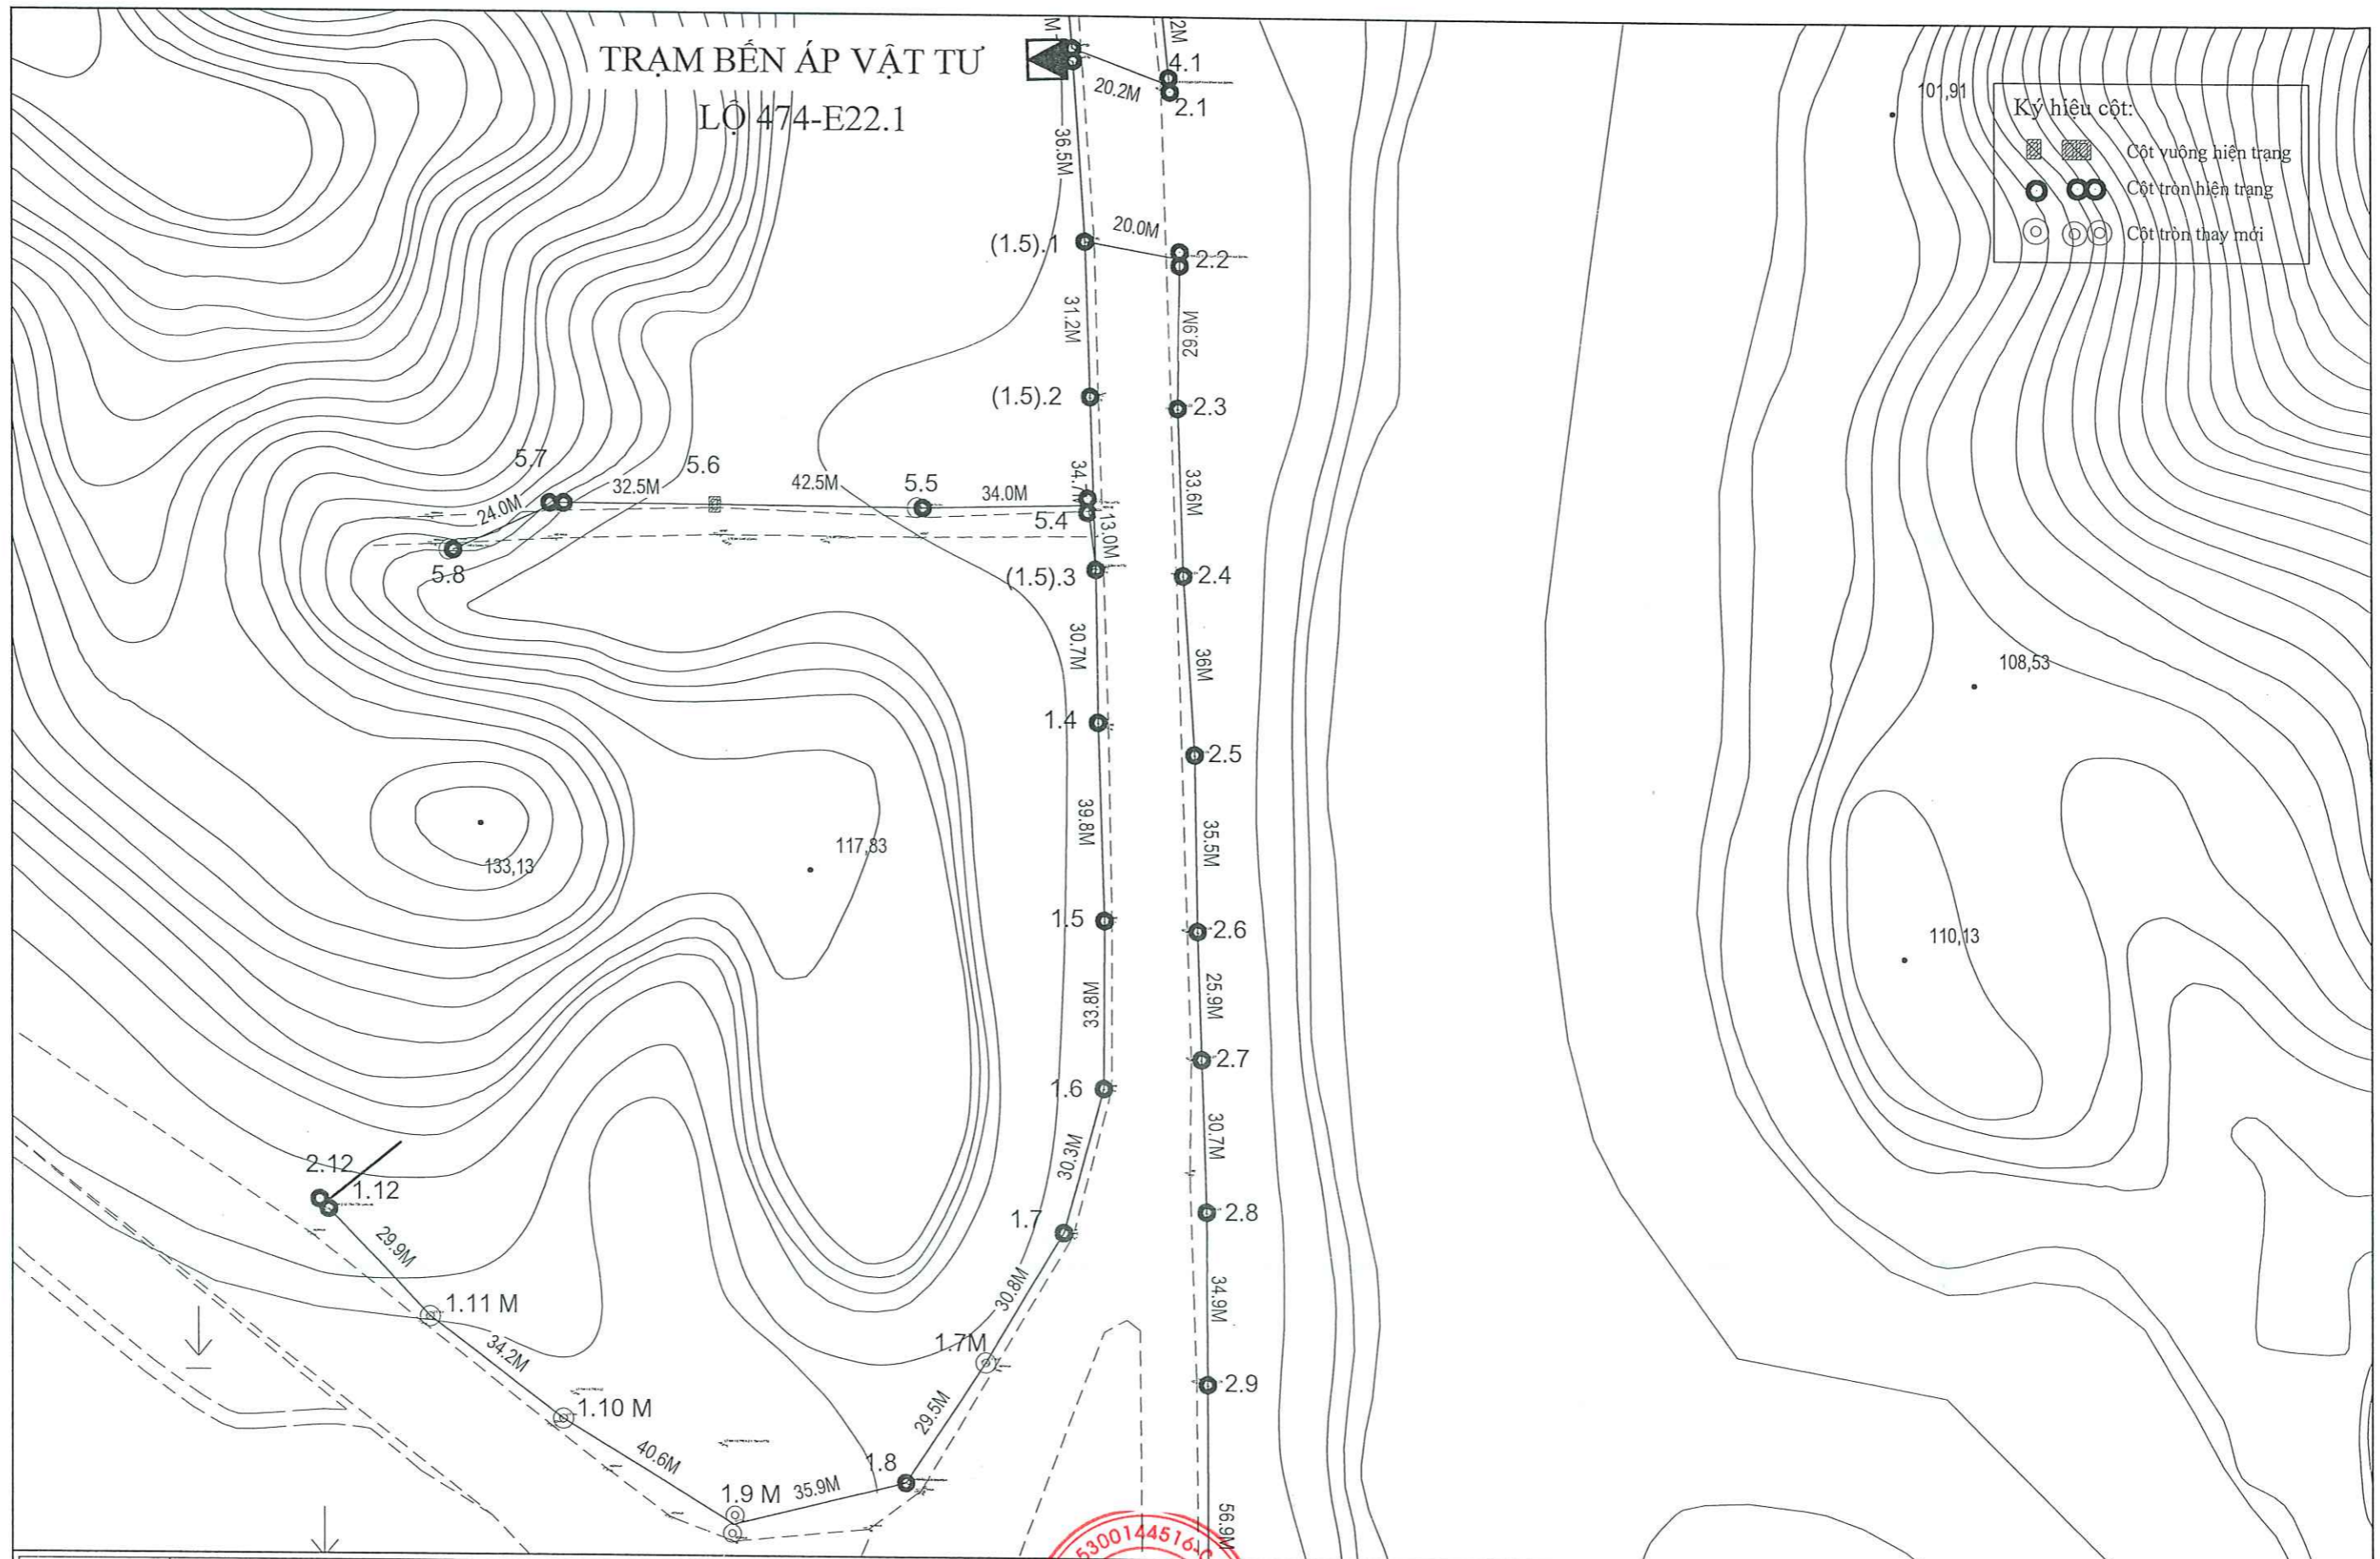 TRẠM BẾN ÁP VẬT TƯ
LỘ 474-E22.1
M
2M
4.1
20.2M
2.1
101,91
Ký hiệu cột:
Cột vuông hiện trạng
Cột tròn hiện trạng
Cột tròn thay mới
36.5M
(1.5).1
20.0M
2.2
31.2M
29.9M
(1.5).2
2.3
5.7
5.6
32.5M
42.5M
5.5
34.0M
34.7M
33.6M
24.0M
5.4
13.0M
5.8
(1.5).3
2.4
30.7M
36M
108,53
1.4
2.5
39.8M
35.5M
133,13
117,83
1.5
2.6
110,13
33.8M
25.9M
1.6
2.7
30.3M
30.7M
2.12
1.12
1.7
2.8
29.9M
30.8M
34.9M
1.11 M
34.2M
1.7M
2.9
1.10 M
29.5M
40.6M
1.8
1.9 M
35.9M
56.9M
5300144516-0